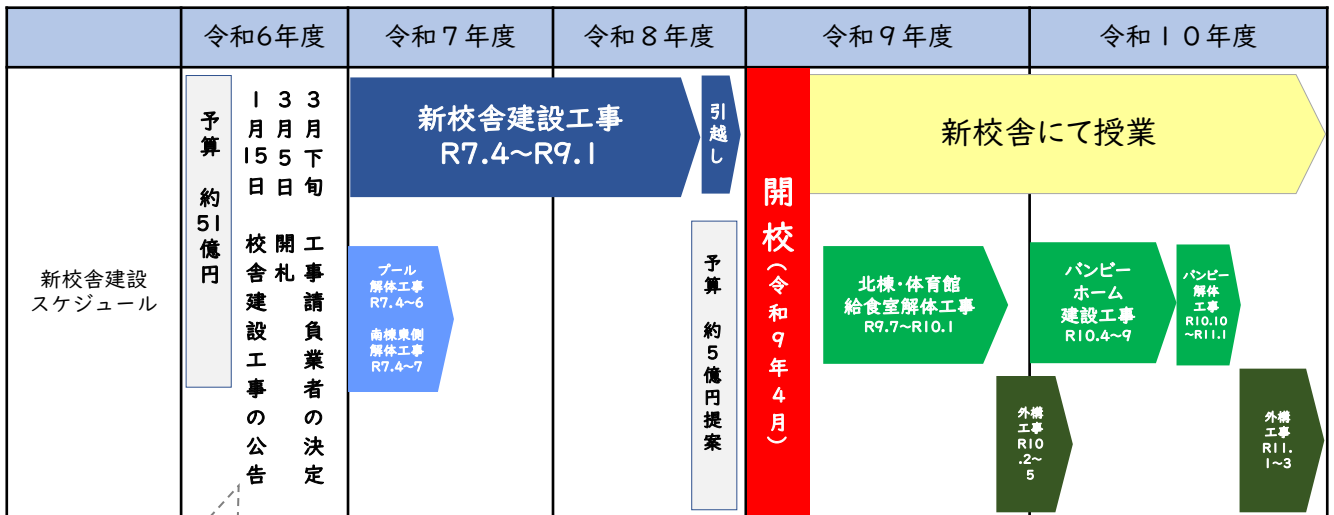 令和6年度
令和7年度
令和8年度
令和9年度
令和10年度
新校舎建設
スケジュール
予算 約51億円
1月15日 校舎建設工事の公告
3月5日 開札
3月下旬 工事請負業者の決定
新校舎建設工事
R7.4~R9.1
引越し
プール
解体工事
R7.4~6
南棟東側
解体工事
R7.4~7
予算 約5億円提案
開校(令和9年4月)
新校舎にて授業
北棟・体育館
給食室解体工事
R9.7~R10.1
バンビー
ホーム
建設工事
R10.4~9
バンビー
解体
工事
R10.10
~R11.1
外構
工事
R10
.2~
5
外構
工事
R11.
1~3